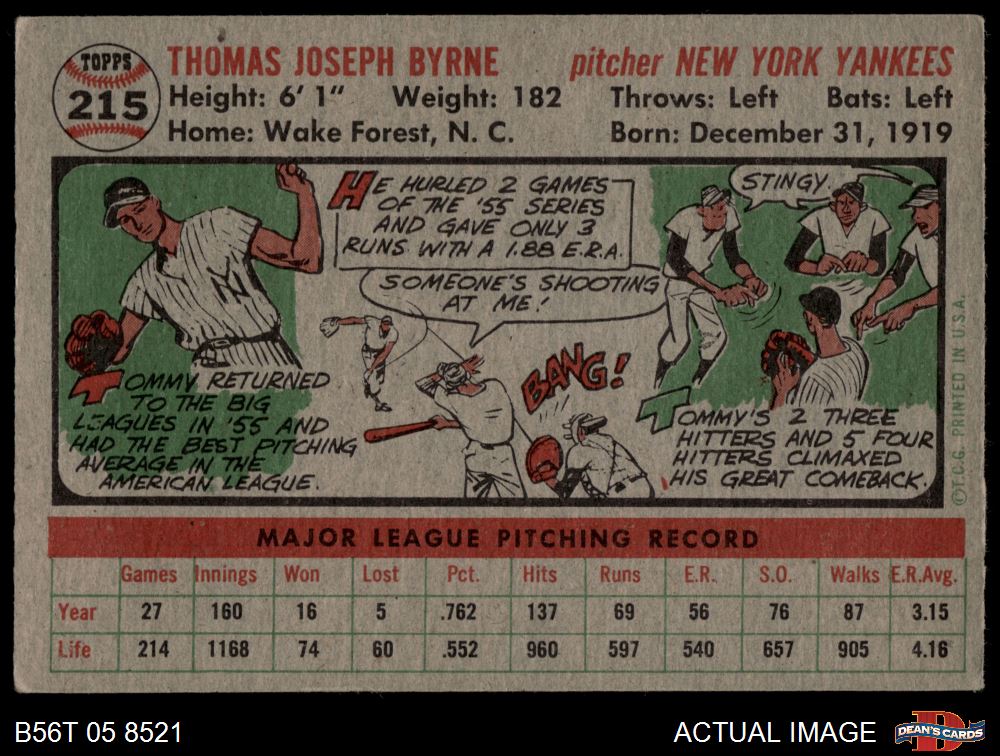 TOPPS
215
THOMAS JOSEPH BYRNE pitcher NEW YORK YANKEES
Height: 6' 1" Weight: 182 Throws: Left Bats: Left
Home: Wake Forest, N. C. Born: December 31, 1919
HE HURLED 2 GAMES
OF THE '55 SERIES
AND GAVE ONLY 3
RUNS WITH A 1.88 E.R.A.
SOMEONE'S SHOOTING
AT ME!
BANG!
STINGY.
TOMMY RETURNED
TO THE BIG
LEAGUES IN '55 AND
HAD THE BEST PITCHING
AVERAGE IN THE
AMERICAN LEAGUE.
TOMMY'S 2 THREE
HITTERS AND 5 FOUR
HITTERS CLIMAXED
HIS GREAT COMEBACK.
©T.C.G. PRINTED IN U.S.A.
MAJOR LEAGUE PITCHING RECORD
Games Innings Won Lost Pct. Hits Runs E.R. S.O. Walks E.R.Avg.
Year 27 160 16 5 .762 137 69 56 76 87 3.15
Life 214 1168 74 60 .552 960 597 540 657 905 4.16
B56T 05 8521 ACTUAL IMAGE
DEAN'S CARDS